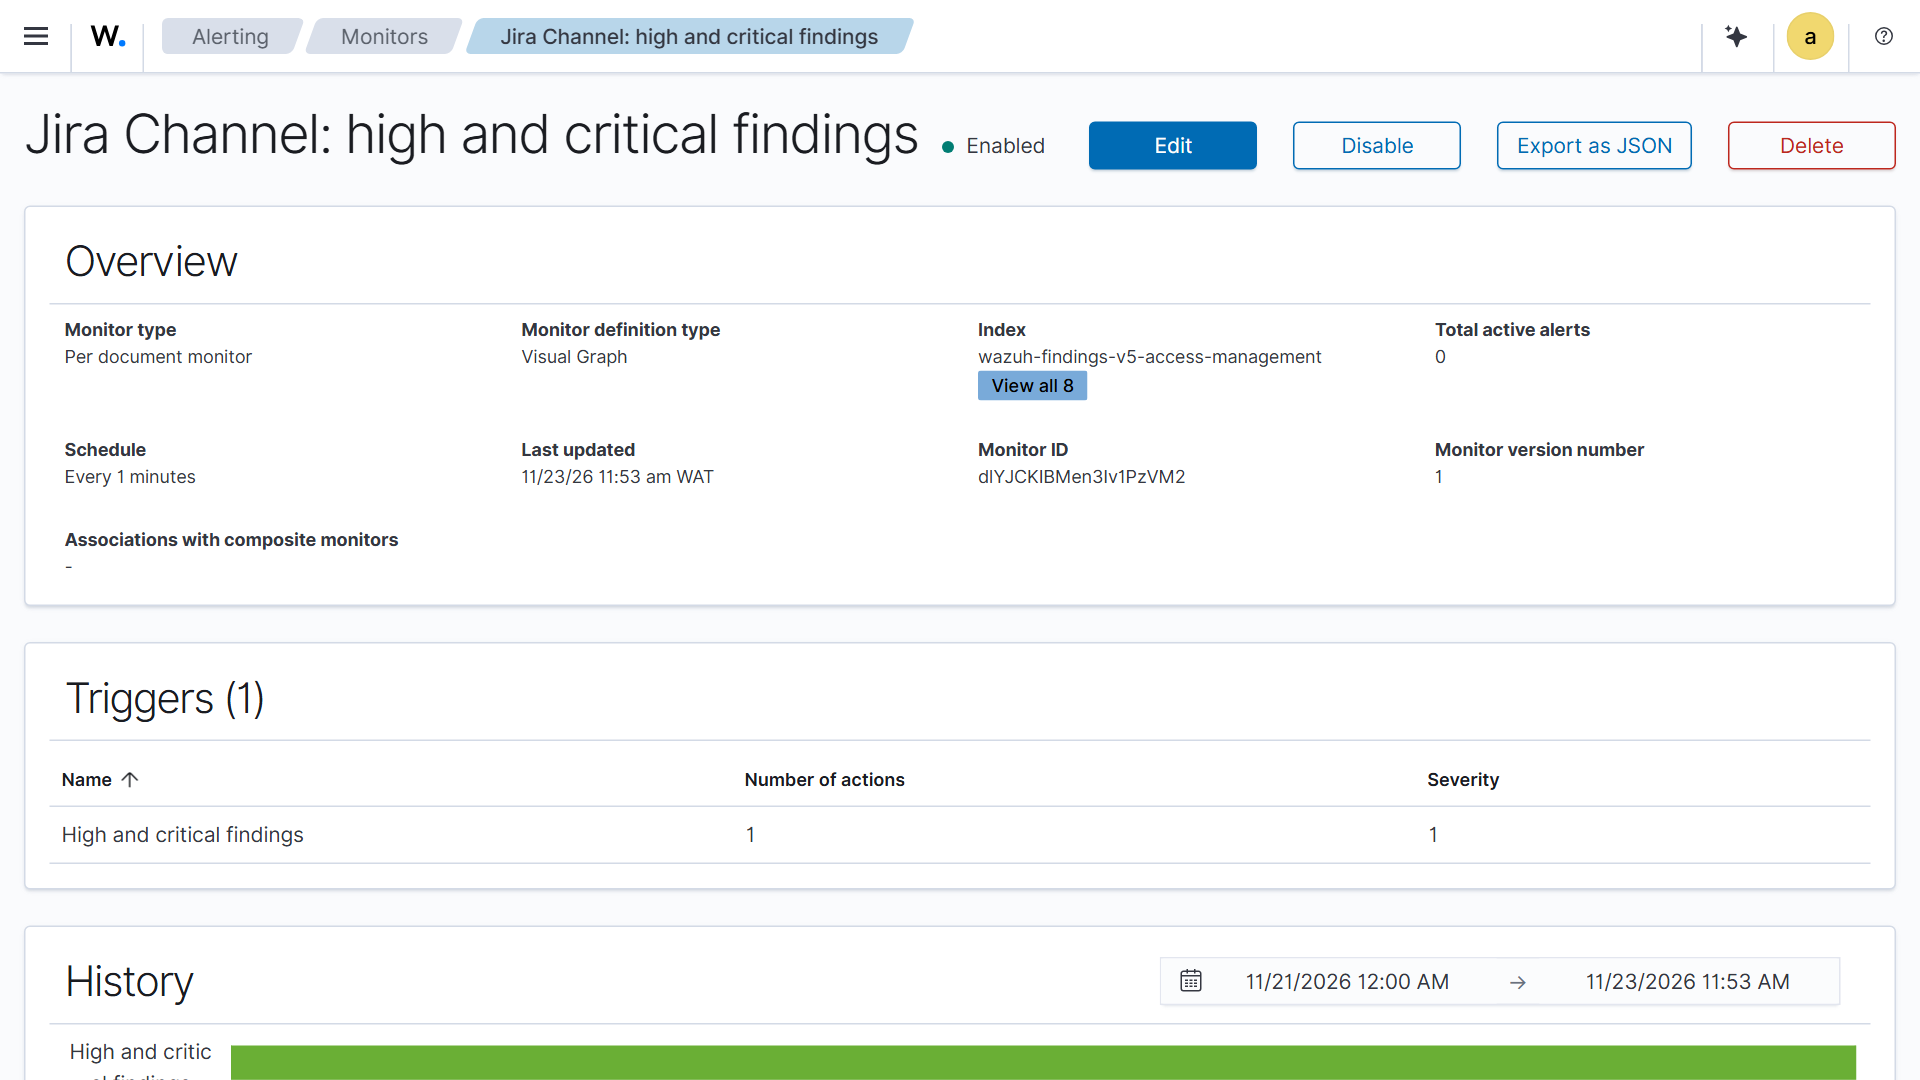 W.
Alerting
Monitors
Jira Channel: high and critical findings
a
Jira Channel: high and critical findings
Enabled
Edit
Disable
Export as JSON
Delete
Overview
Monitor type
Per document monitor
Monitor definition type
Visual Graph
Index
wazuh-findings-v5-access-management
View all 8
Total active alerts
0
Schedule
Every 1 minutes
Last updated
11/23/26 11:53 am WAT
Monitor ID
dIYJCKIBMen3Iv1PzVM2
Monitor version number
1
Associations with composite monitors
-
Triggers (1)
Name
Number of actions
Severity
High and critical findings
1
1
History
11/21/2026 12:00 AM
→
11/23/2026 11:53 AM
High and critic
al findings